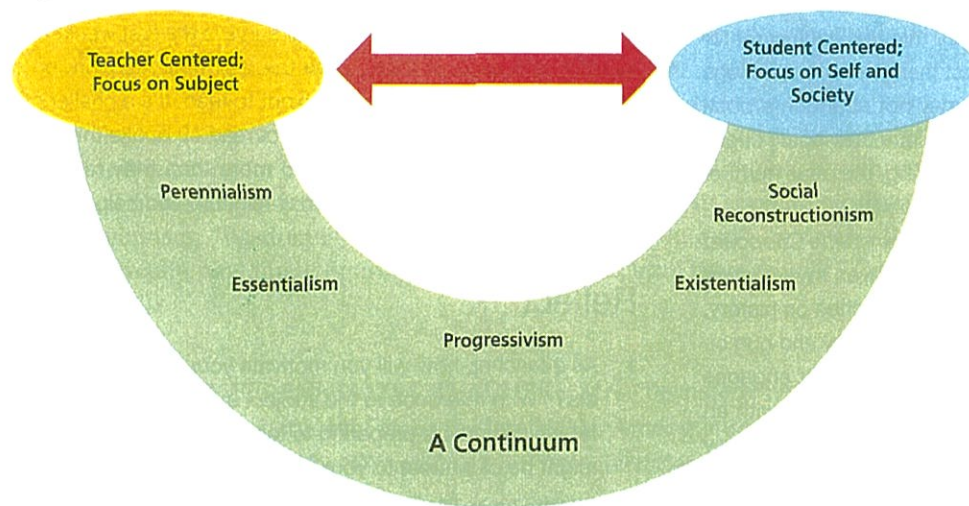 Teacher Centered;
Focus on Subject
Student Centered;
Focus on Self and
Society
Perennialism
Social
Reconstructionism
Essentialism
Existentialism
Progressivism
A Continuum